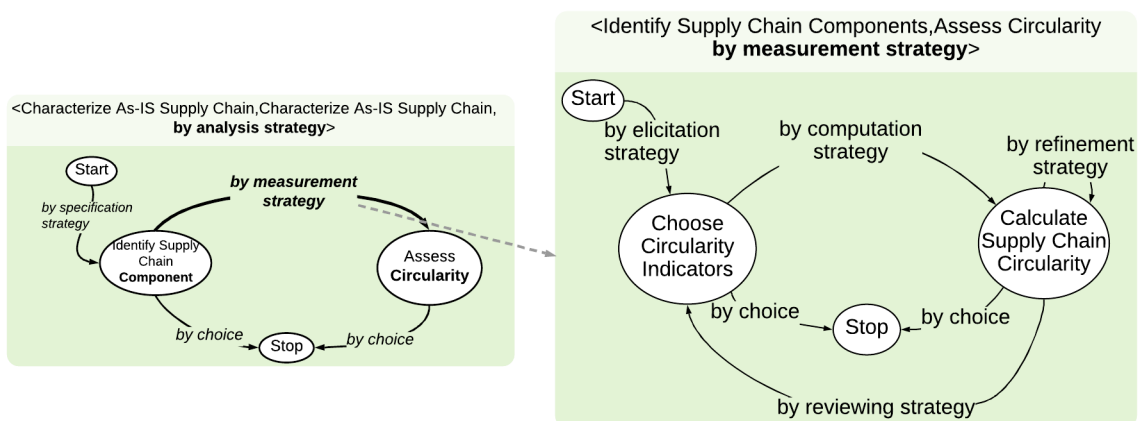 <Characterize As-IS Supply Chain,Characterize As-IS Supply Chain,
by analysis strategy>
Start
by specification
strategy
by measurement
strategy
Identify Supply
Chain
Component
Assess
Circularity
by choice
by choice
Stop
<Identify Supply Chain Components,Assess Circularity
by measurement strategy>
Start
by elicitation
strategy
by computation
strategy
by refinement
strategy
Choose
Circularity
Indicators
Calculate
Supply Chain
Circularity
by choice
by choice
Stop
by reviewing strategy